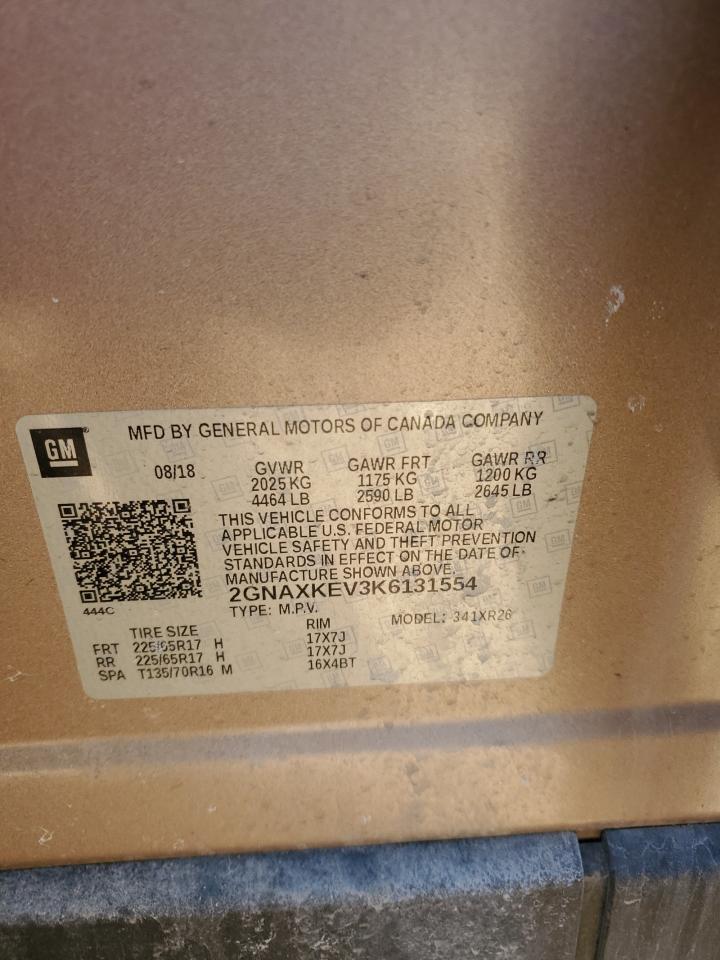 GM
MFD BY GENERAL MOTORS OF CANADA COMPANY
08/18 GVWR GAWR FRT GAWR RR
2025 KG 1175 KG 1200 KG
4464 LB 2590 LB 2645 LB
THIS VEHICLE CONFORMS TO ALL
APPLICABLE U.S. FEDERAL MOTOR
VEHICLE SAFETY AND THEFT PREVENTION
STANDARDS IN EFFECT ON THE DATE OF
MANUFACTURE SHOWN ABOVE.
2GNAXKEV3K6131554
444C
TYPE: M.P.V. MODEL: 341XR26
TIRE SIZE RIM
FRT 225/65R17 H 17X7J
RR 225/65R17 H 17X7J
SPA T135/70R16 M 16X4BT